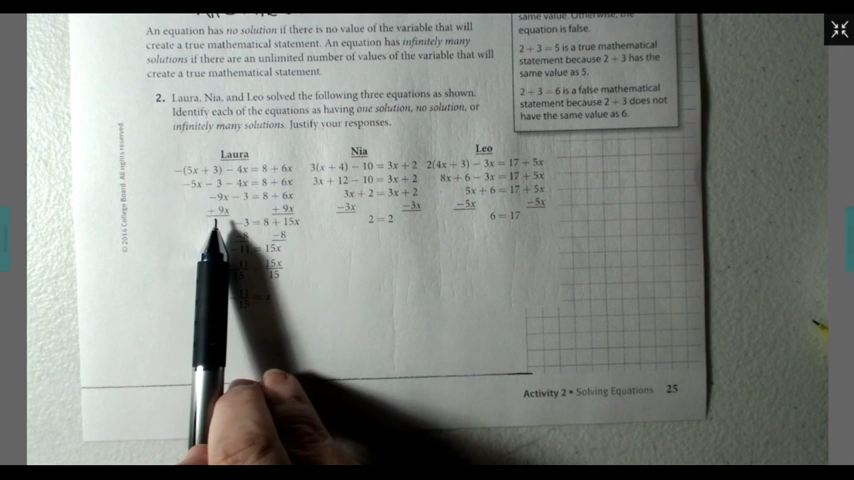 An equation has no solution if there is no value of the variable that will
create a true mathematical statement. An equation has infinitely many
solutions if there are an unlimited number of values of the variable that will
create a true mathematical statement.
2. Laura, Nia, and Leo solved the following three equations as shown.
Identify each of the equations as having one solution, no solution, or
infinitely many solutions. Justify your responses.
Laura
−(5x + 3) − 4x = 8 + 6x
−5x − 3 − 4x = 8 + 6x
−9x − 3 = 8 + 6x
+ 9x + 9x
−3 = 8 + 15x
−8 −8
−11 = 15x
15x
15 15
Nia
3(x + 4) − 10 = 3x + 2
3x + 12 − 10 = 3x + 2
3x + 2 = 3x + 2
−3x −3x
2 = 2
Leo
2(4x + 3) − 3x = 17 + 5x
8x + 6 − 3x = 17 + 5x
5x + 6 = 17 + 5x
−5x −5x
6 = 17
same value. Otherwise, the
equation is false.
2 + 3 = 5 is a true mathematical
statement because 2 + 3 has the
same value as 5.
2 + 3 = 6 is a false mathematical
statement because 2 + 3 does not
have the same value as 6.
© 2014 College Board. All rights reserved.
Activity 2 • Solving Equations 25